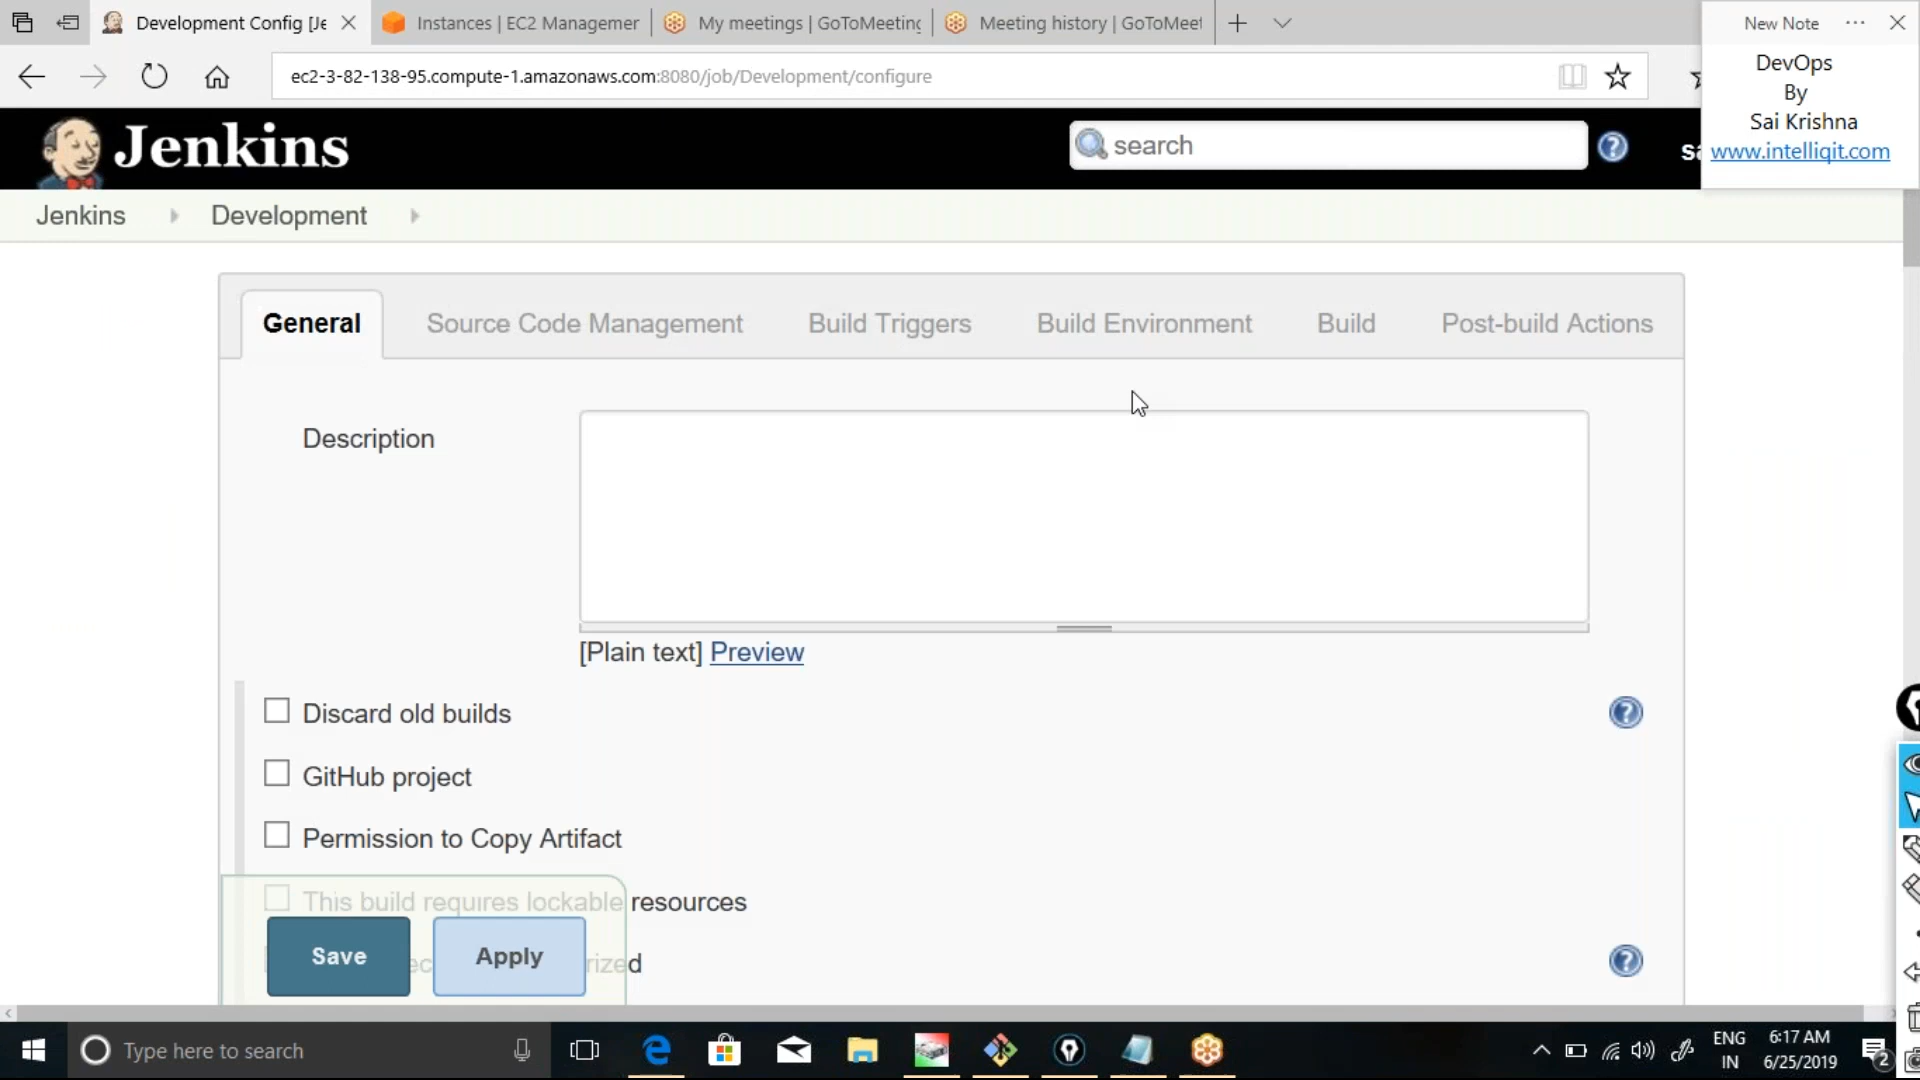 Development Config [Je
Instances | EC2 Managemer
My meetings | GoToMeeting
Meeting history | GoToMeet
New Note
ec2-3-82-138-95.compute-1.amazonaws.com:8080/job/Development/configure
DevOps
By
Sai Krishna
www.intelliqit.com
Jenkins
search
sa
Jenkins
Development
General
Source Code Management
Build Triggers
Build Environment
Build
Post-build Actions
Description
[Plain text] Preview
Discard old builds
GitHub project
Permission to Copy Artifact
This build requires lockable resources
Save
Apply
Type here to search
ENG
IN
6:17 AM
6/25/2019
2